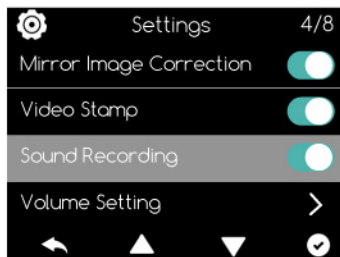 Settings 4/8
Mirror Image Correction
Video Stamp
Sound Recording
Volume Setting